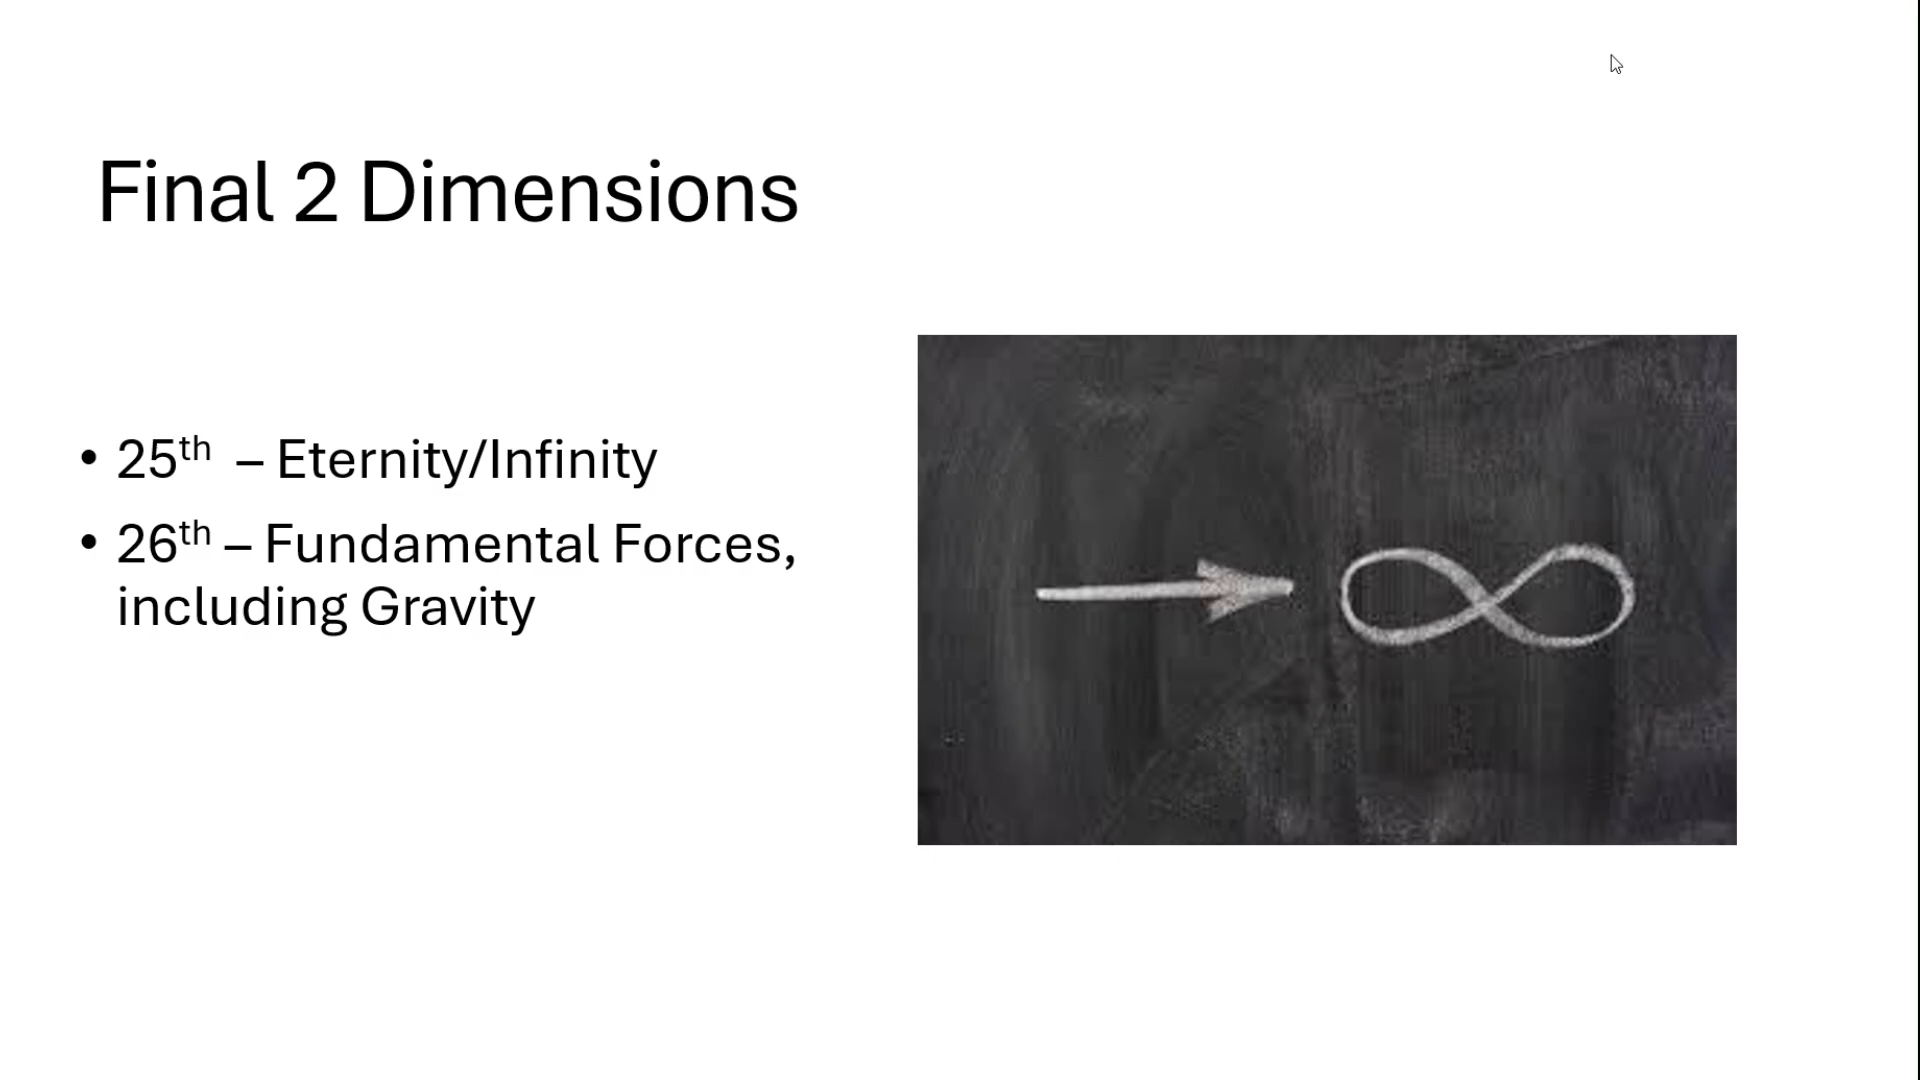 Final 2 Dimensions
• 25th – Eternity/Infinity
• 26th – Fundamental Forces,
including Gravity
∞